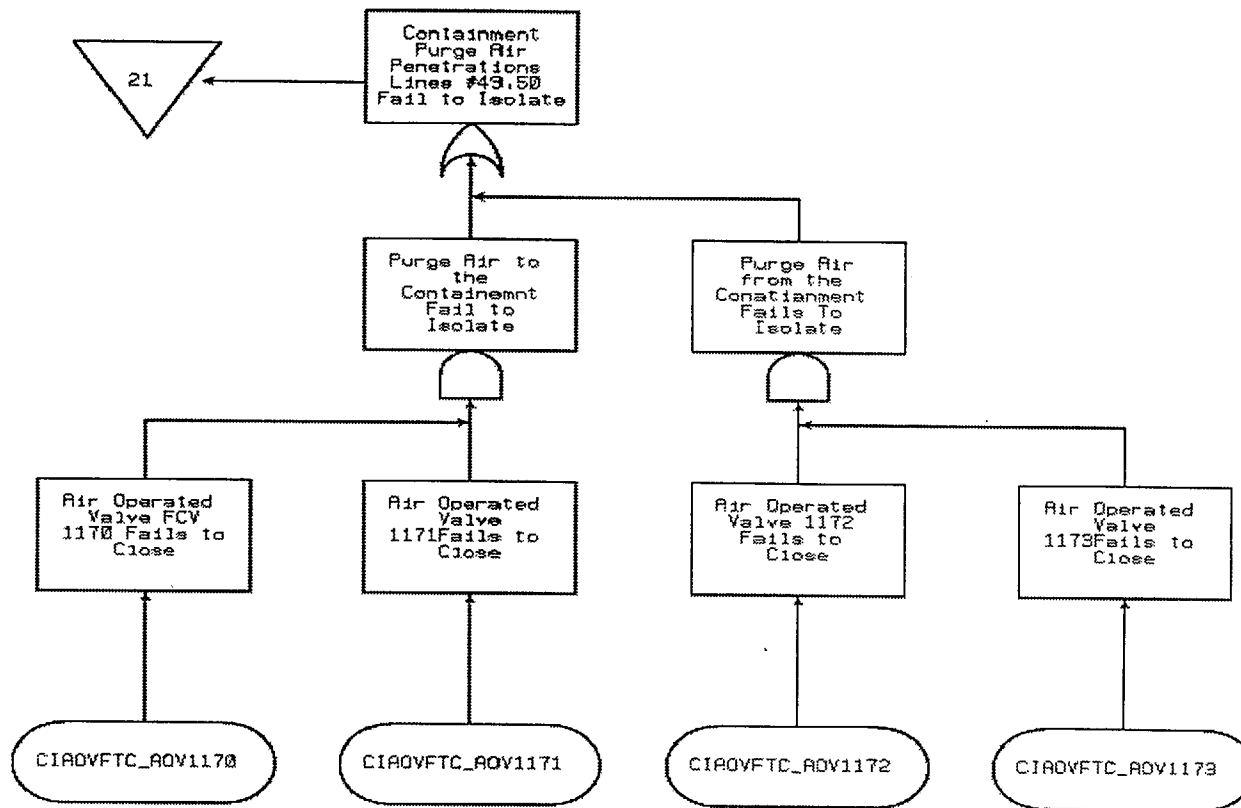 21
Containment
Purge Air
Penetrations
Lines #49.50
Fail to Isolate
Purge Air to
the
Containemnt
Fail to
Isolate
Purge Air
from the
Conatianment
Fails To
Isolate
Air Operated
Valve FCV
1170 Fails to
Close
Air Operated
Valve
1171Fails to
Close
Air Operated
Valve 1172
Fails to
Close
Air Operated
Valve
1173Fails to
Close
CIAOVFTC_AOV1170
CIAOVFTC_AOV1171
CIAOVFTC_AOV1172
CIAOVFTC_AOV1173